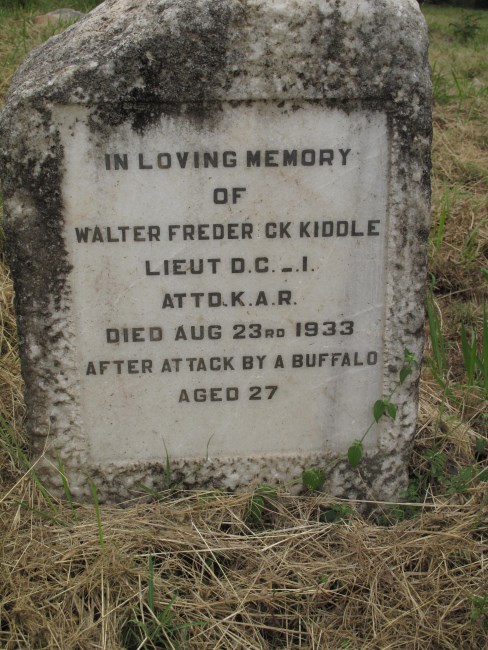 IN LOVING MEMORY
OF
WALTER FREDER CK KIDDLE
LIEUT D.C. I.
ATTD.K.A.R.
DIED AUG 23RD 1933
AFTER ATTACK BY A BUFFALO
AGED 27